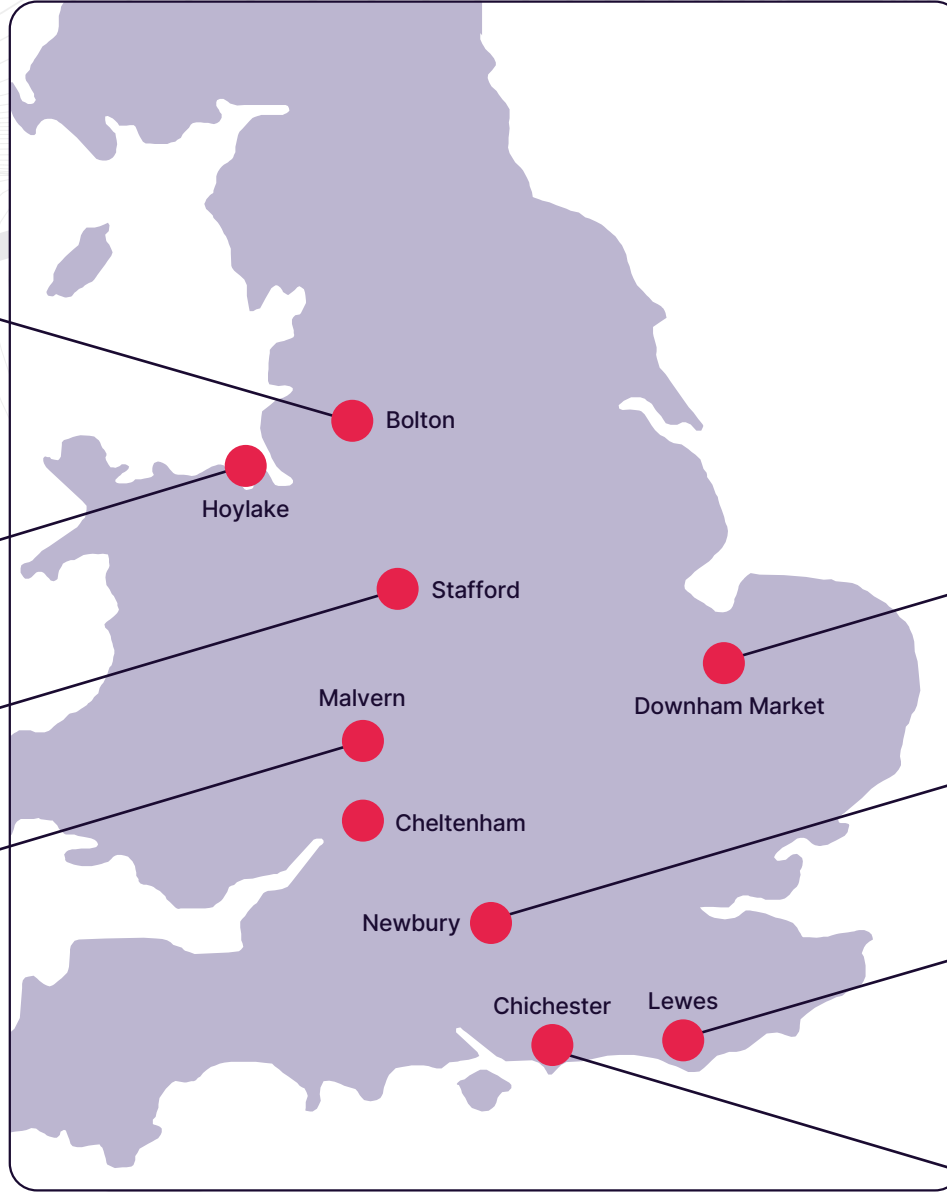 Bolton
Hoylake
Stafford
Malvern
Downham Market
Cheltenham
Newbury
Chichester
Lewes